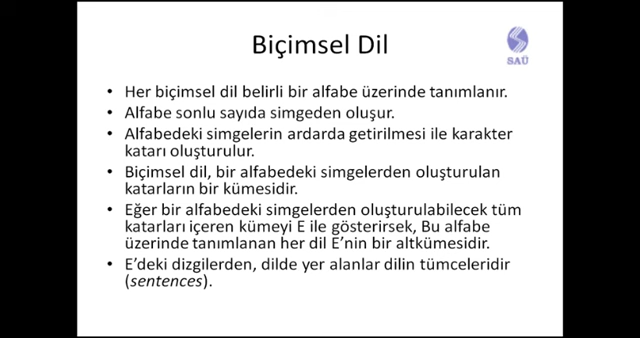 Biçimsel Dil
SAÜ
• Her biçimsel dil belirli bir alfabe üzerinde tanımlanır.
• Alfabe sonlu sayıda simgeden oluşur.
• Alfabedeki simgelerin ardarda getirilmesi ile karakter
katarı oluşturulur.
• Biçimsel dil, bir alfabedeki simgelerden oluşturulan
katarların bir kümesidir.
• Eğer bir alfabedeki simgelerden oluşturulabilecek tüm
katarları içeren kümeyi E ile gösterirsek, Bu alfabe
üzerinde tanımlanan her dil E’nin bir altkümesidir.
• E’deki dizgilerden, dilde yer alanlar dilin tümceleridir
(sentences).